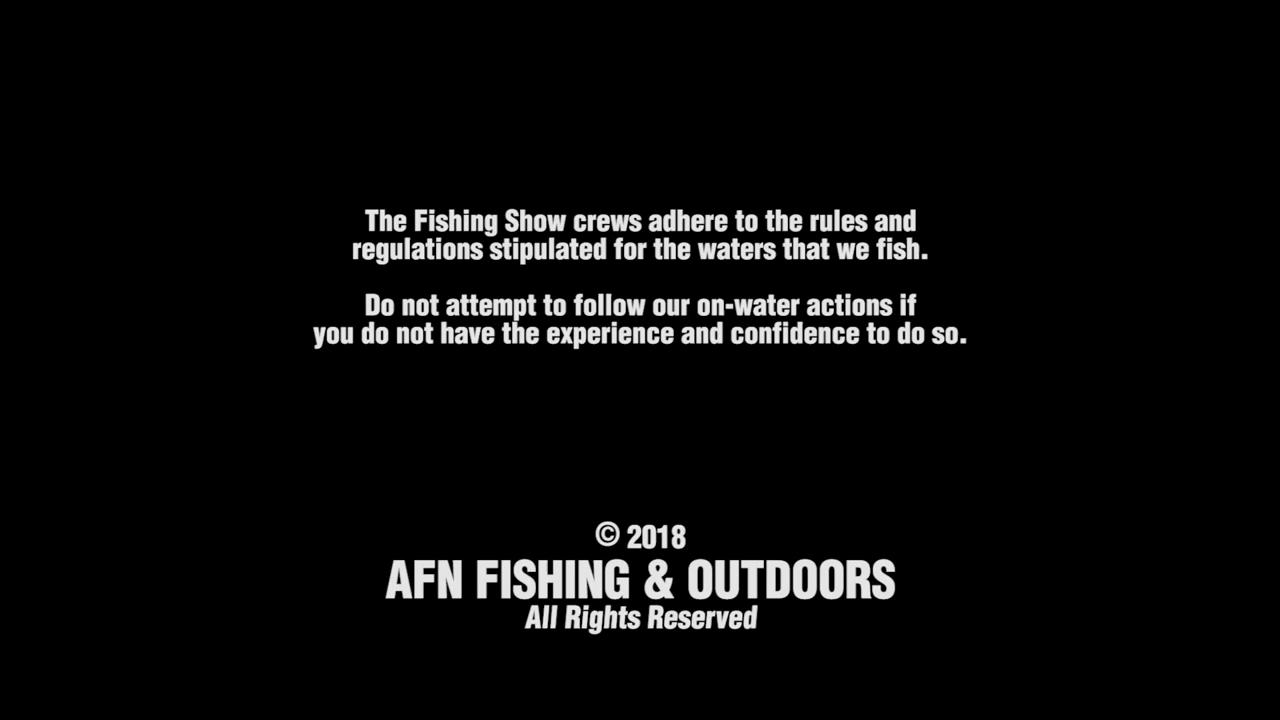 The Fishing Show crews adhere to the rules and
regulations stipulated for the waters that we fish.
Do not attempt to follow our on-water actions if
you do not have the experience and confidence to do so.
© 2018
AFN FISHING & OUTDOORS
All Rights Reserved